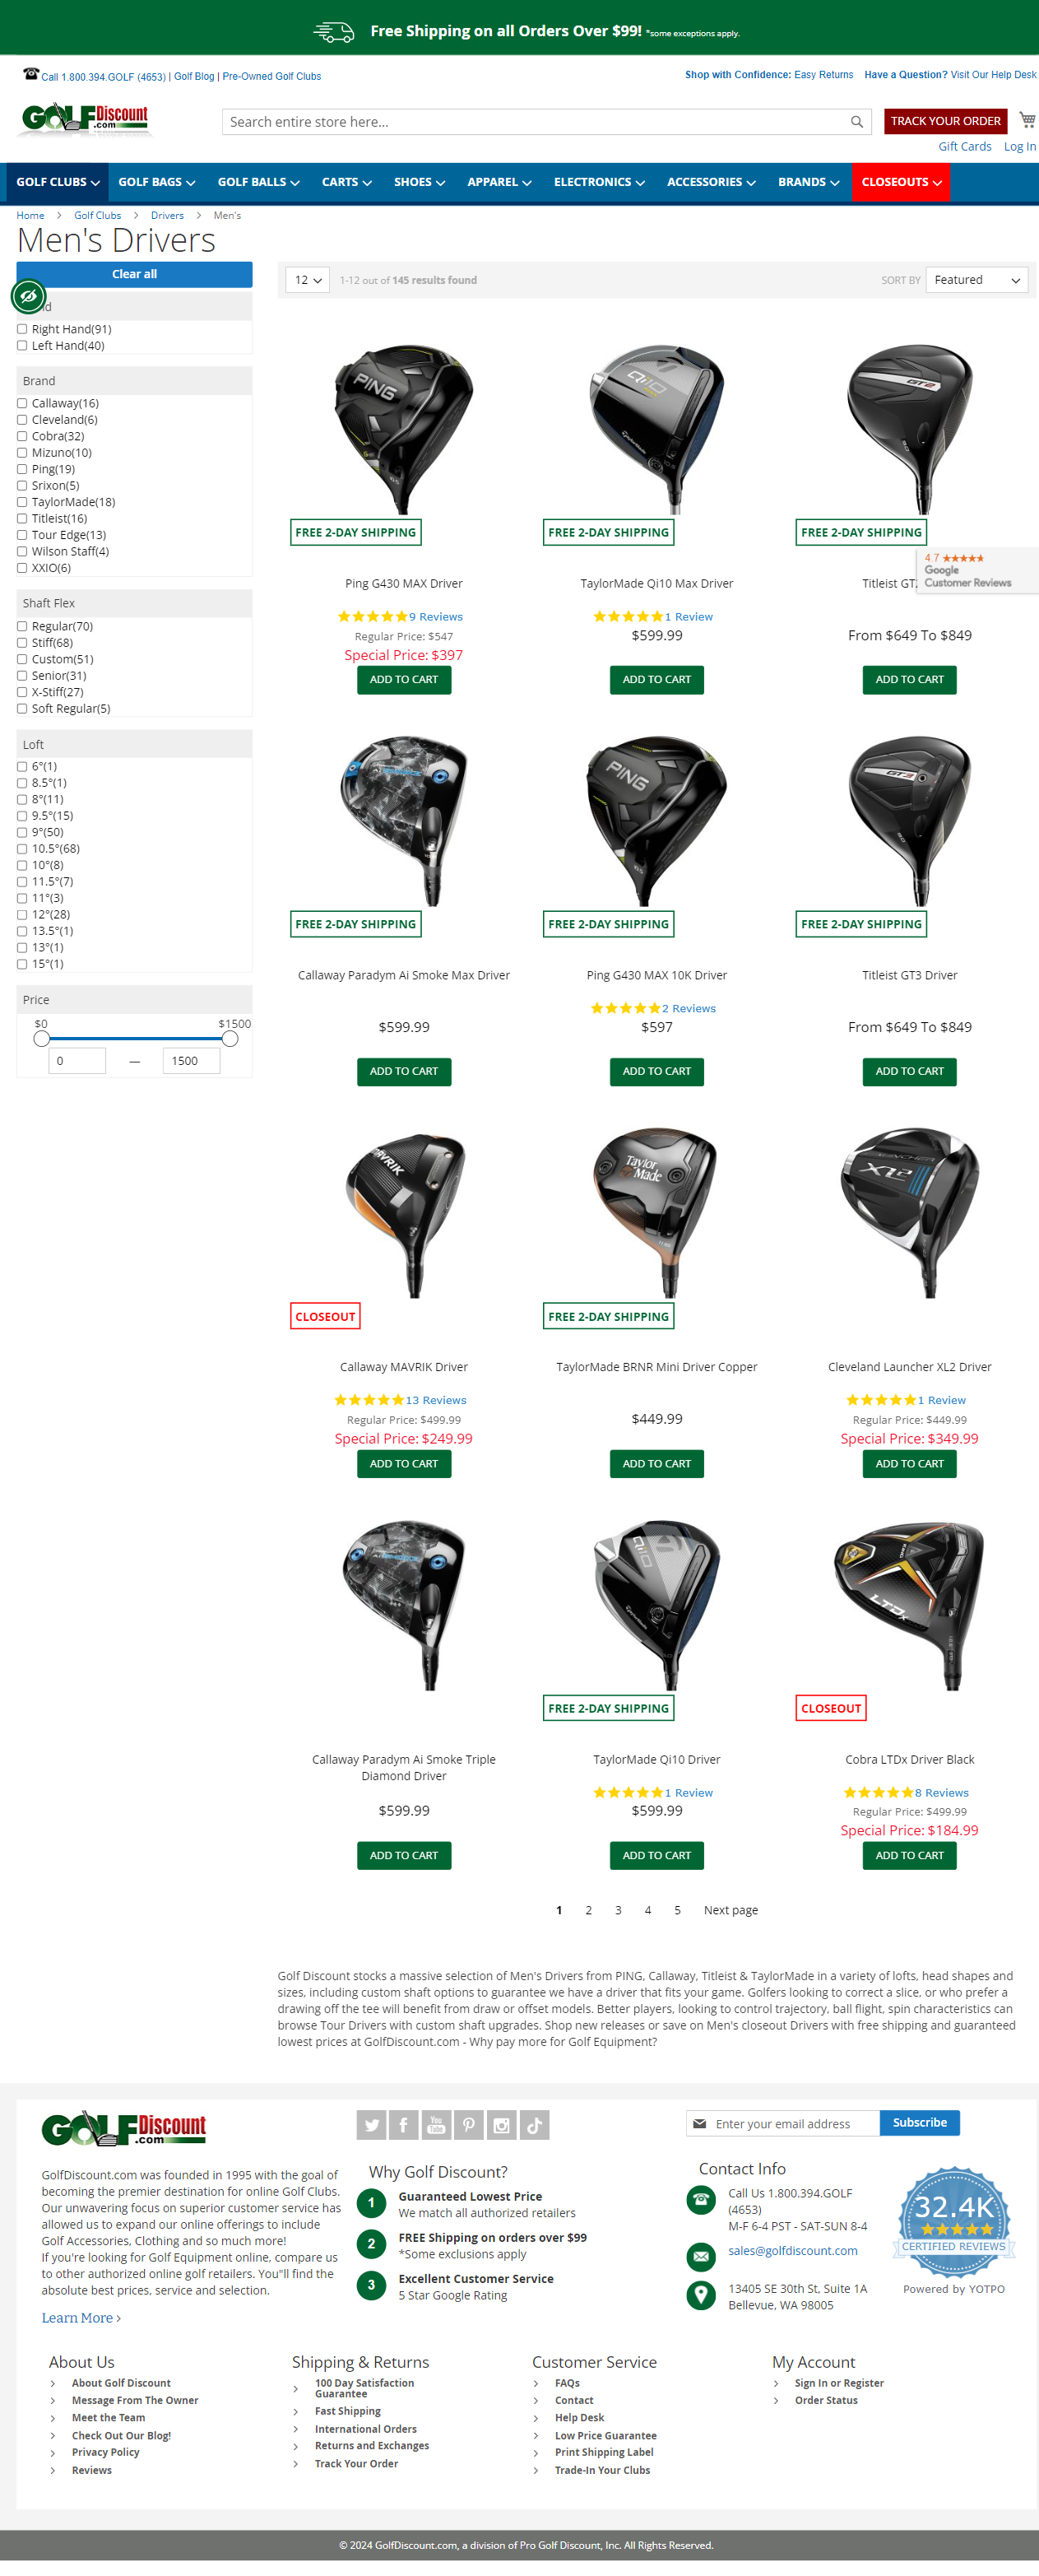 Free Shipping on all Orders Over $99! *some exceptions apply.
Call 1.800.394.GOLF (4653) | Golf Blog | Pre-Owned Golf Clubs
Shop with Confidence: Easy Returns Have a Question? Visit Our Help Desk
GOLF Discount .com
Search entire store here...
TRACK YOUR ORDER
Gift Cards Log In
GOLF CLUBS GOLF BAGS GOLF BALLS CARTS SHOES APPAREL ELECTRONICS ACCESSORIES BRANDS CLOSEOUTS
Home > Golf Clubs > Drivers > Men's
Men's Drivers
Clear all
Right Hand(91)
Left Hand(40)
Brand
Callaway(16)
Cleveland(6)
Cobra(32)
Mizuno(10)
Ping(19)
Srixon(5)
TaylorMade(18)
Titleist(16)
Tour Edge(13)
Wilson Staff(4)
XXIO(6)
Shaft Flex
Regular(70)
Stiff(68)
Custom(51)
Senior(31)
X-Stiff(27)
Soft Regular(5)
Loft
6°(1)
8.5°(1)
8°(11)
9.5°(15)
9°(50)
10.5°(68)
10°(8)
11.5°(7)
11°(3)
12°(28)
13.5°(1)
13°(1)
15°(1)
Price
$0 $1500
0 — 1500
12 1-12 out of 145 results found
SORT BY Featured
PING
Qi10
GT2
FREE 2-DAY SHIPPING FREE 2-DAY SHIPPING FREE 2-DAY SHIPPING
4.7
Google
Customer Reviews
Ping G430 MAX Driver
9 Reviews
Regular Price: $547
Special Price: $397
ADD TO CART
TaylorMade Qi10 Max Driver
1 Review
$599.99
ADD TO CART
Titleist GT2
From $649 To $849
ADD TO CART
PING
GT3
FREE 2-DAY SHIPPING FREE 2-DAY SHIPPING FREE 2-DAY SHIPPING
Callaway Paradym Ai Smoke Max Driver
$599.99
ADD TO CART
Ping G430 MAX 10K Driver
2 Reviews
$597
ADD TO CART
Titleist GT3 Driver
From $649 To $849
ADD TO CART
Taylor Made
LAUNCHER XL2
CLOSEOUT FREE 2-DAY SHIPPING
Callaway MAVRIK Driver
13 Reviews
Regular Price: $499.99
Special Price: $249.99
ADD TO CART
TaylorMade BRNR Mini Driver Copper
$449.99
ADD TO CART
Cleveland Launcher XL2 Driver
1 Review
Regular Price: $449.99
Special Price: $349.99
ADD TO CART
Qi10
LTDx
FREE 2-DAY SHIPPING CLOSEOUT
Callaway Paradym Ai Smoke Triple
Diamond Driver
$599.99
ADD TO CART
TaylorMade Qi10 Driver
1 Review
$599.99
ADD TO CART
Cobra LTDx Driver Black
8 Reviews
Regular Price: $499.99
Special Price: $184.99
ADD TO CART
1 2 3 4 5 Next page
Golf Discount stocks a massive selection of Men's Drivers from PING, Callaway, Titleist & TaylorMade in a variety of lofts, head shapes and
sizes, including custom shaft options to guarantee we have a driver that fits your game. Golfers looking to correct a slice, or who prefer a
drawing off the tee will benefit from draw or offset models. Better players, looking to control trajectory, ball flight, spin characteristics can
browse Tour Drivers with custom shaft upgrades. Shop new releases or save on Men's closeout Drivers with free shipping and guaranteed
lowest prices at GolfDiscount.com - Why pay more for Golf Equipment?
GOLF Discount .com
GolfDiscount.com was founded in 1995 with the goal of
becoming the premier destination for online Golf Clubs.
Our unwavering focus on superior customer service has
allowed us to expand our online offerings to include
Golf Accessories, Clothing and so much more!
If you're looking for Golf Equipment online, compare us
to other authorized online golf retailers. You"ll find the
absolute best prices, service and selection.
Learn More ›
You Tube
Why Golf Discount?
1 Guaranteed Lowest Price
We match all authorized retailers
2 FREE Shipping on orders over $99
*Some exclusions apply
3 Excellent Customer Service
5 Star Google Rating
Enter your email address Subscribe
Contact Info
Call Us 1.800.394.GOLF
(4653)
M-F 6-4 PST - SAT-SUN 8-4
sales@golfdiscount.com
13405 SE 30th St, Suite 1A
Bellevue, WA 98005
32.4K
CERTIFIED REVIEWS
Powered by YOTPO
About Us
About Golf Discount
Message From The Owner
Meet the Team
Check Out Our Blog!
Privacy Policy
Reviews
Shipping & Returns
100 Day Satisfaction
Guarantee
Fast Shipping
International Orders
Returns and Exchanges
Track Your Order
Customer Service
FAQs
Contact
Help Desk
Low Price Guarantee
Print Shipping Label
Trade-In Your Clubs
My Account
Sign In or Register
Order Status
© 2024 GolfDiscount.com, a division of Pro Golf Discount, Inc. All Rights Reserved.